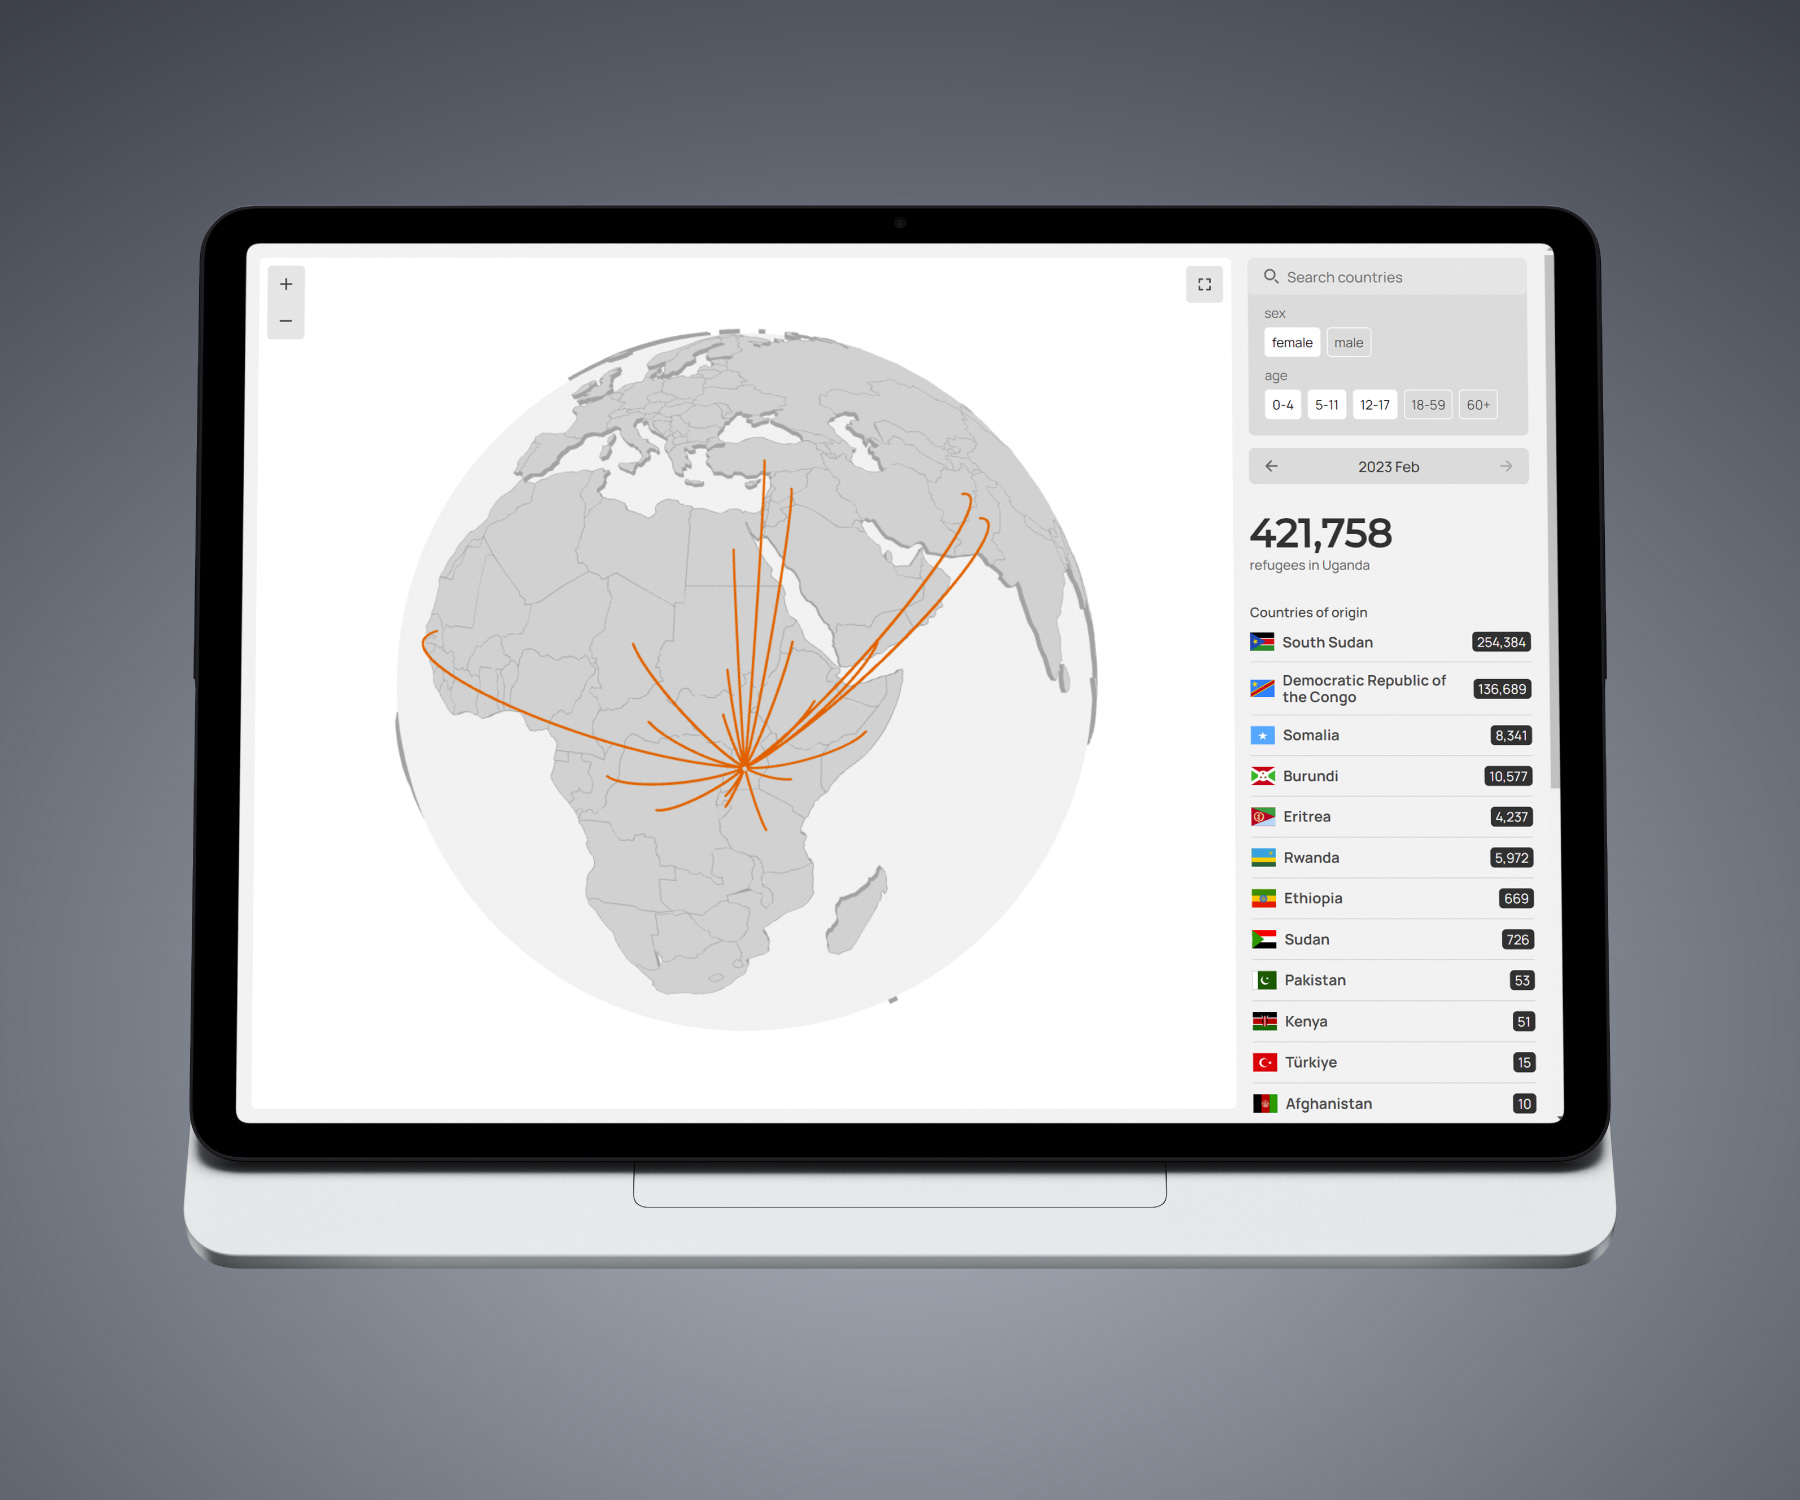 +
−
Search countries
sex
female male
age
0-4 5-11 12-17 18-59 60+
← 2023 Feb →
421,758
refugees in Uganda
Countries of origin
South Sudan 254,384
Democratic Republic of
the Congo 136,689
Somalia 8,341
Burundi 10,577
Eritrea 4,237
Rwanda 5,972
Ethiopia 669
Sudan 726
Pakistan 53
Kenya 51
Türkiye 15
Afghanistan 10